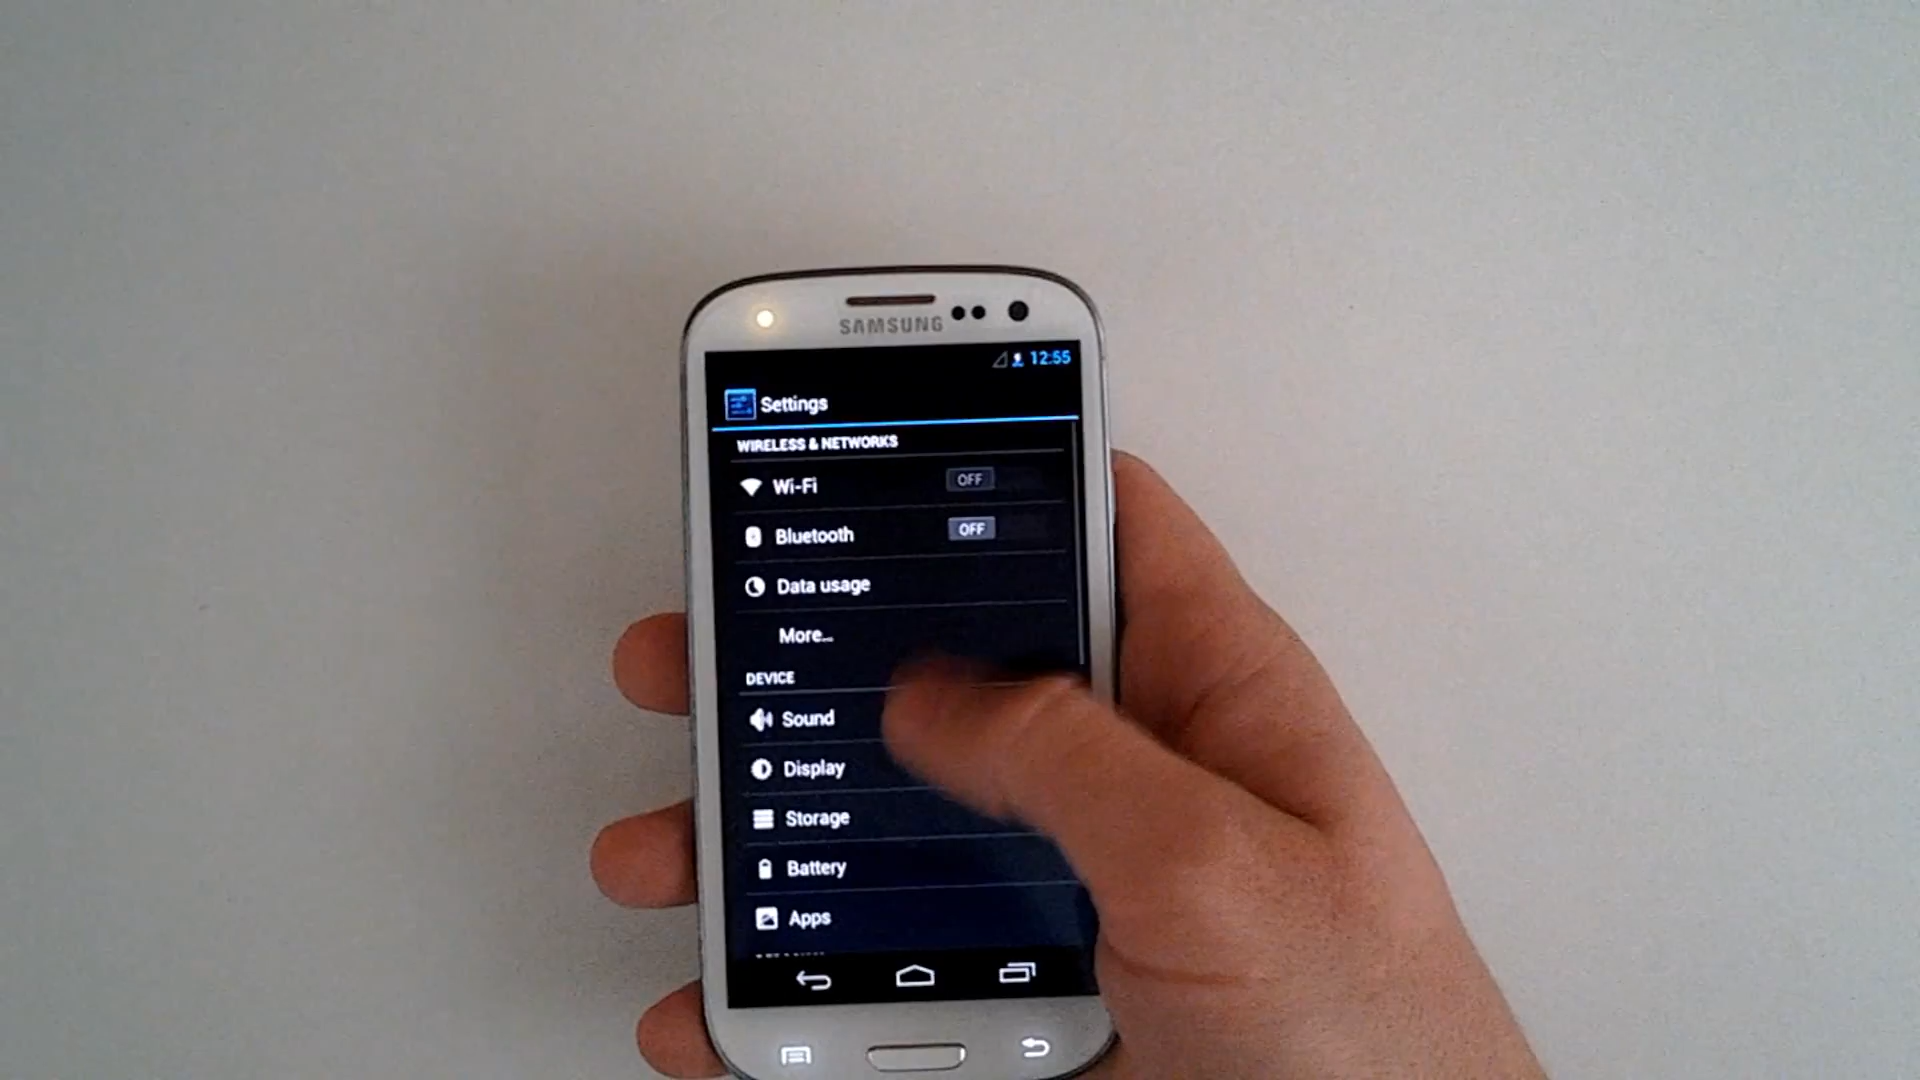 SAMSUNG
12:55
Settings
WIRELESS & NETWORKS
Wi-Fi OFF
Bluetooth OFF
Data usage
More...
DEVICE
Sound
Display
Storage
Battery
Apps